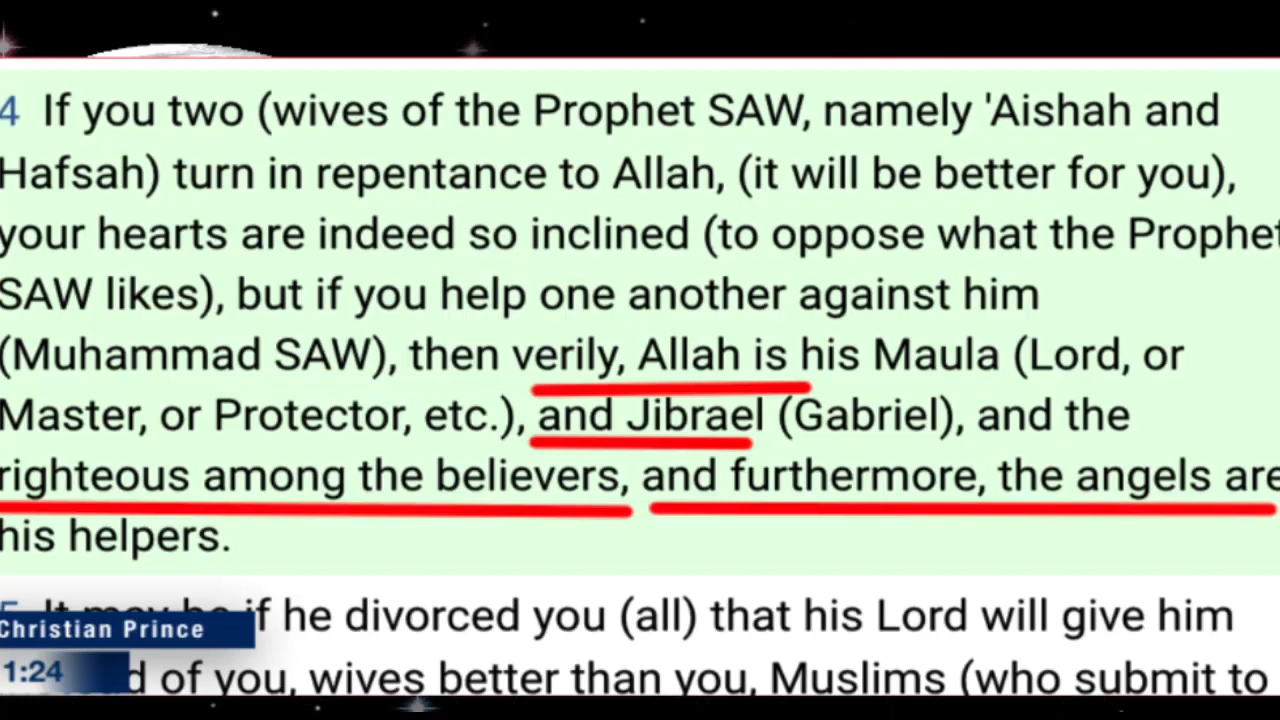 4 If you two (wives of the Prophet SAW, namely 'Aishah and
Hafsah) turn in repentance to Allah, (it will be better for you),
your hearts are indeed so inclined (to oppose what the Prophet
SAW likes), but if you help one another against him
(Muhammad SAW), then verily, Allah is his Maula (Lord, or
Master, or Protector, etc.), and Jibrael (Gabriel), and the
righteous among the believers, and furthermore, the angels are
his helpers.
5 It may be if he divorced you (all) that his Lord will give him
Christian Prince
of you, wives better than you, Muslims (who submit to
1:24